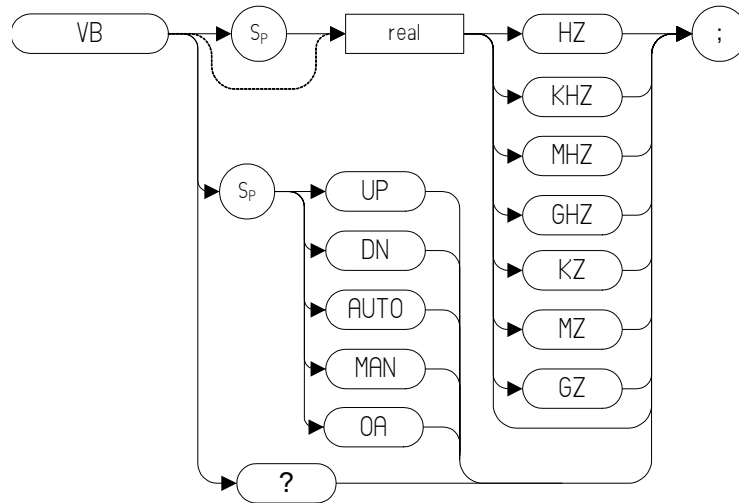 VB Sp real HZ ;
KHZ
MHZ
Sp UP GHZ
DN KZ
AUTO MZ
MAN GZ
OA
?